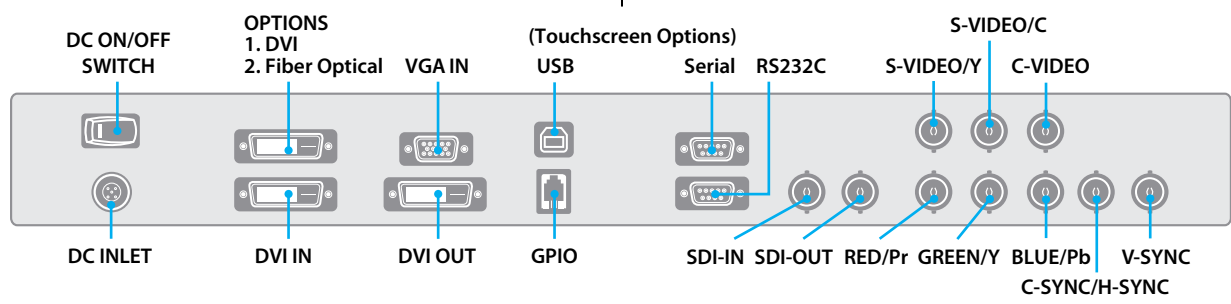 OPTIONS
1. DVI
2. Fiber Optical
DC ON/OFF
SWITCH
VGA IN
(Touchscreen Options)
USB
Serial
RS232C
S-VIDEO/Y
S-VIDEO/C
C-VIDEO
DC INLET
DVI IN
DVI OUT
GPIO
SDI-IN
SDI-OUT
RED/Pr
GREEN/Y
BLUE/Pb
C-SYNC/H-SYNC
V-SYNC